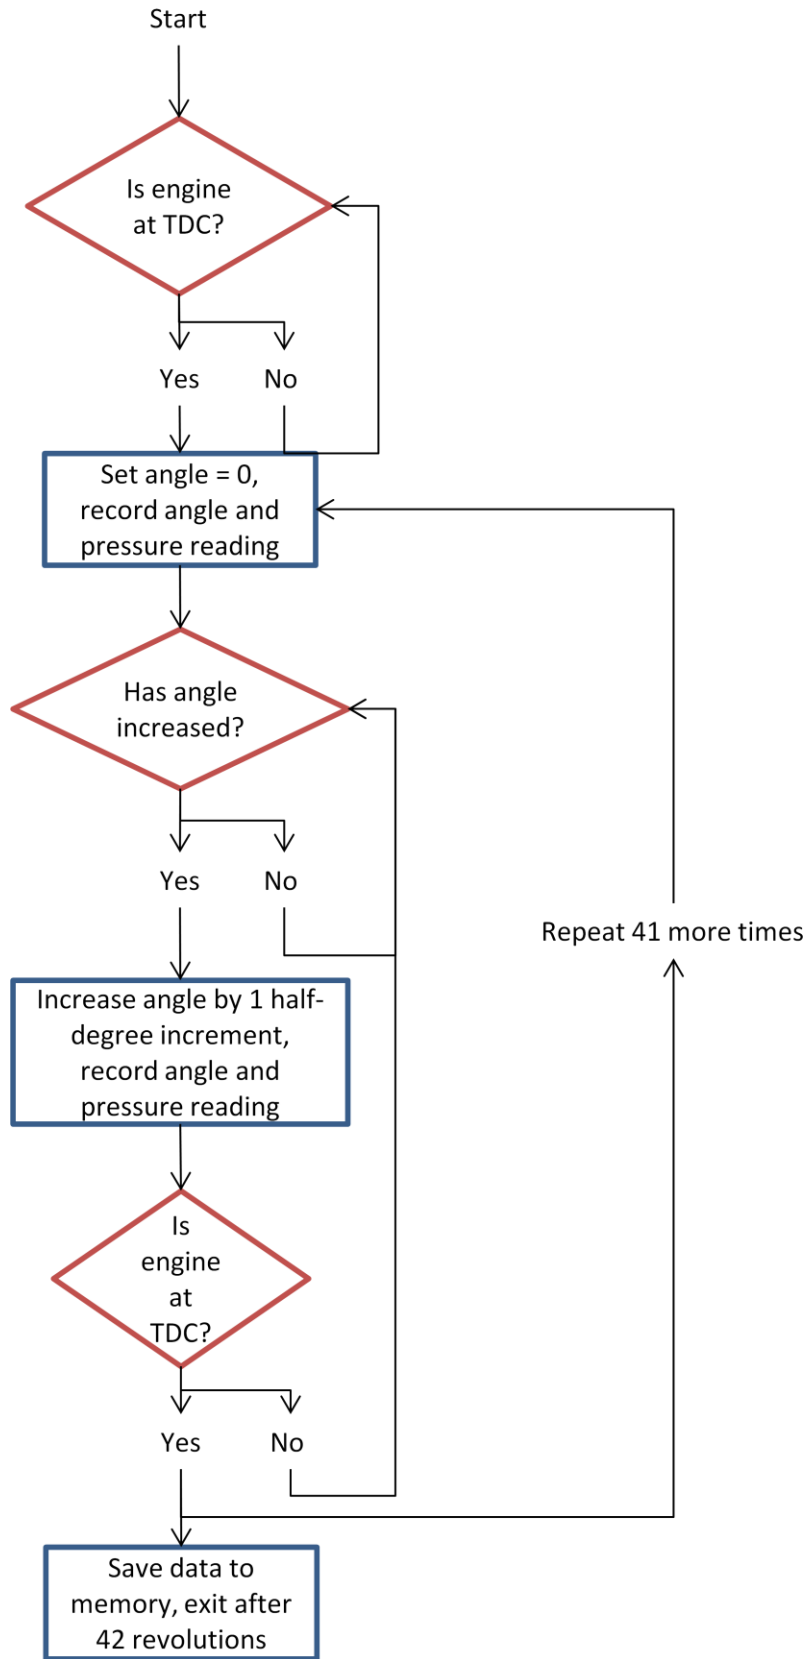 Start
Is engine
at TDC?
Yes
No
Set angle = 0,
record angle and
pressure reading
Has angle
increased?
Yes
No
Repeat 41 more times
Increase angle by 1 half-
degree increment,
record angle and
pressure reading
Is
engine
at
TDC?
Yes
No
Save data to
memory, exit after
42 revolutions